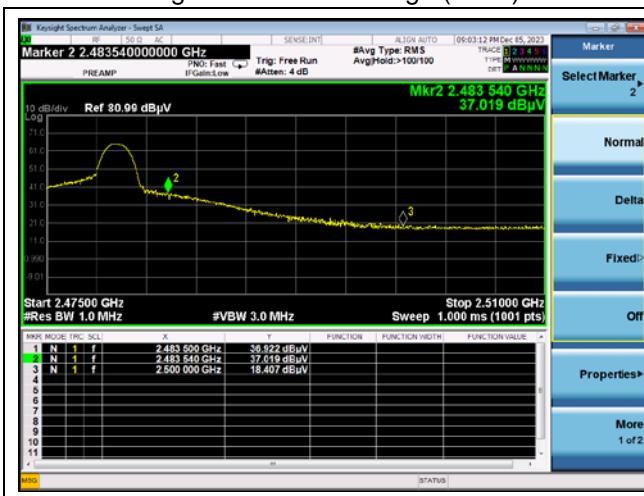 Keysight Spectrum Analyzer - Swept SA
RF 50 Ω AC SENSE:INT ALIGN AUTO 09:03:12 PM Dec 05, 2023
Marker 2 2.483540000000 GHz
PREAMP
PNO: Fast
IFGain:Low
Trig: Free Run
#Atten: 4 dB
#Avg Type: RMS
Avg|Hold:>100/100
TRACE 1 2 3 4 5 6
TYPE M WWWWW
DET P A N N N N
Mkr2 2.483 540 GHz
37.019 dBµV
10 dB/div Ref 80.99 dBµV
Log
71.0
61.0
51.0
41.0
31.0
21.0
11.0
0.990
-9.01
2
3
Start 2.47500 GHz Stop 2.51000 GHz
#Res BW 1.0 MHz #VBW 3.0 MHz Sweep 1.000 ms (1001 pts)
MKR MODE TRC SCL X Y FUNCTION FUNCTION WIDTH FUNCTION VALUE
1 N 1 f 2.483 500 GHz 36.922 dBµV
2 N 1 f 2.483 540 GHz 37.019 dBµV
3 N 1 f 2.500 000 GHz 18.407 dBµV
4
5
6
7
8
9
10
11
MSG STATUS
Marker
Select Marker
2
Normal
Delta
Fixed
Off
Properties
More
1 of 2